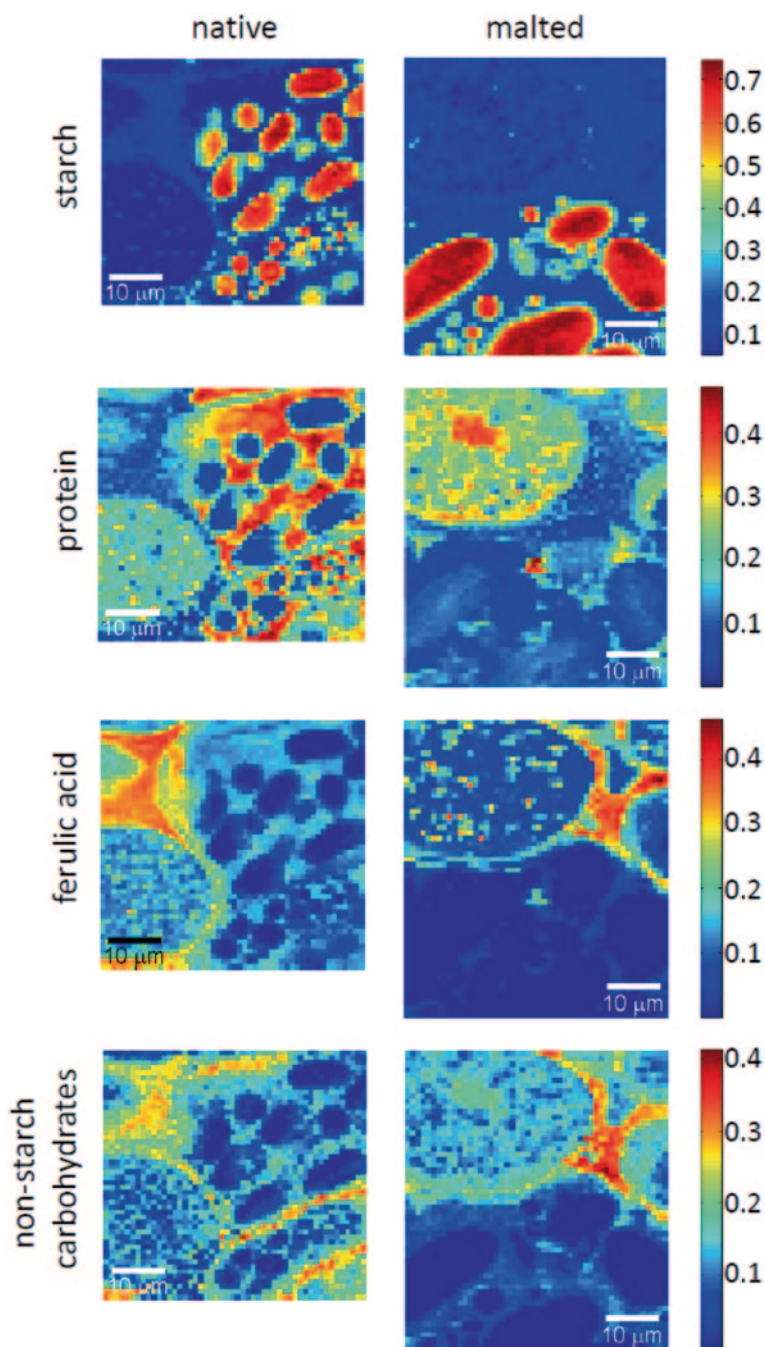 native malted
starch
10 μm
10 μm
0.7
0.6
0.5
0.4
0.3
0.2
0.1
protein
10 μm
10 μm
0.4
0.3
0.2
0.1
ferulic acid
10 μm
10 μm
0.4
0.3
0.2
0.1
non-starch
carbohydrates
10 μm
10 μm
0.4
0.3
0.2
0.1